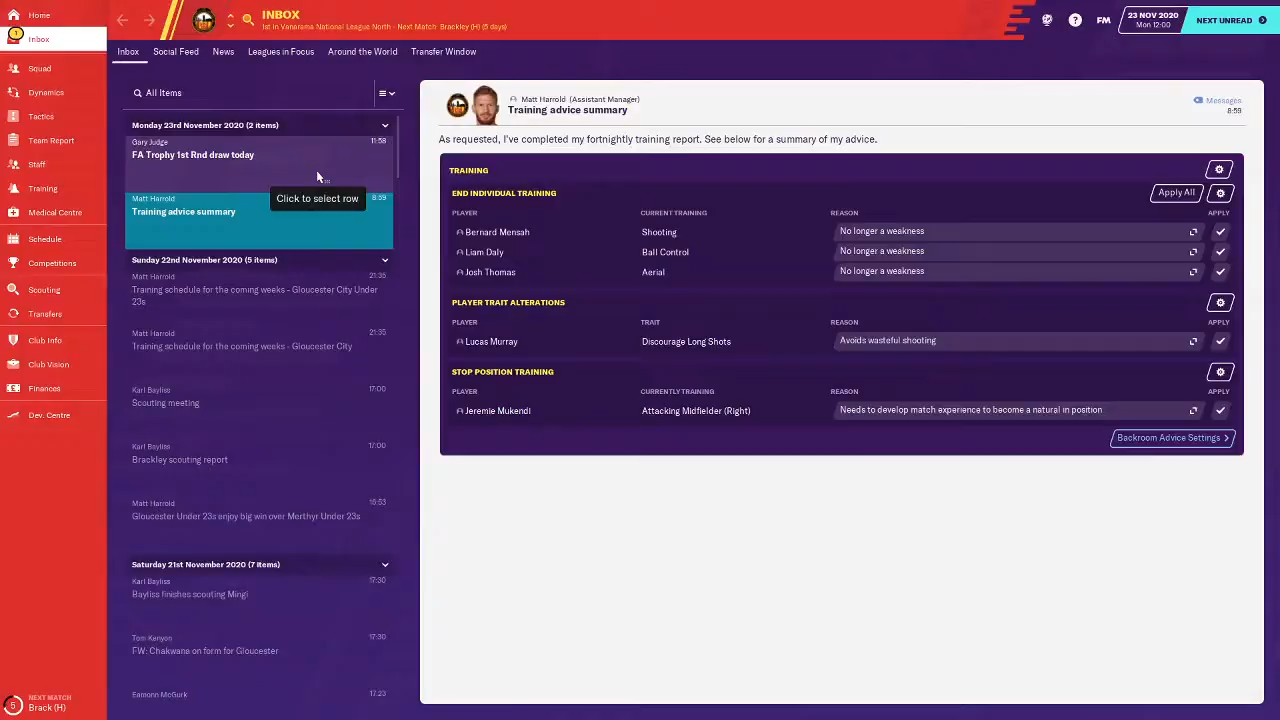 Home
INBOX
1st in Vanarama National League North - Next Match: Brackley (H) (5 days)
FM
23 NOV 2020
Mon 12:00
NEXT UNREAD
1
Inbox
Squad
Dynamics
Tactics
Team Report
Staff
Training
Medical Centre
Schedule
Competitions
Scouting
Transfers
Club Info
Club Vision
Finances
Dev. Centre
5
NEXT MATCH
Brack (H)
Inbox Social Feed News Leagues in Focus Around the World Transfer Window
All Items
Monday 23rd November 2020 (2 items)
Gary Judge 11:58
FA Trophy 1st Rnd draw today
Click to select row
Matt Harrold 8:59
Training advice summary
Sunday 22nd November 2020 (5 items)
Matt Harrold 21:35
Training schedule for the coming weeks - Gloucester City Under
23s
Matt Harrold 21:35
Training schedule for the coming weeks - Gloucester City
Karl Bayliss 17:00
Scouting meeting
Karl Bayliss 17:00
Brackley scouting report
Matt Harrold 15:53
Gloucester Under 23s enjoy big win over Merthyr Under 23s
Saturday 21st November 2020 (7 items)
Karl Bayliss 17:30
Bayliss finishes scouting Mingi
Tom Kenyon 17:30
FW: Chakwana on form for Gloucester
Eamonn McGurk 17:23
Matt Harrold (Assistant Manager)
Training advice summary
Messages
8:59
As requested, I've completed my fortnightly training report. See below for a summary of my advice.
TRAINING
END INDIVIDUAL TRAINING Apply All
PLAYER CURRENT TRAINING REASON APPLY
Bernard Mensah Shooting No longer a weakness
Liam Daly Ball Control No longer a weakness
Josh Thomas Aerial No longer a weakness
PLAYER TRAIT ALTERATIONS
PLAYER TRAIT REASON APPLY
Lucas Murray Discourage Long Shots Avoids wasteful shooting
STOP POSITION TRAINING
PLAYER CURRENTLY TRAINING REASON APPLY
Jeremie Mukendi Attacking Midfielder (Right) Needs to develop match experience to become a natural in position
Backroom Advice Settings